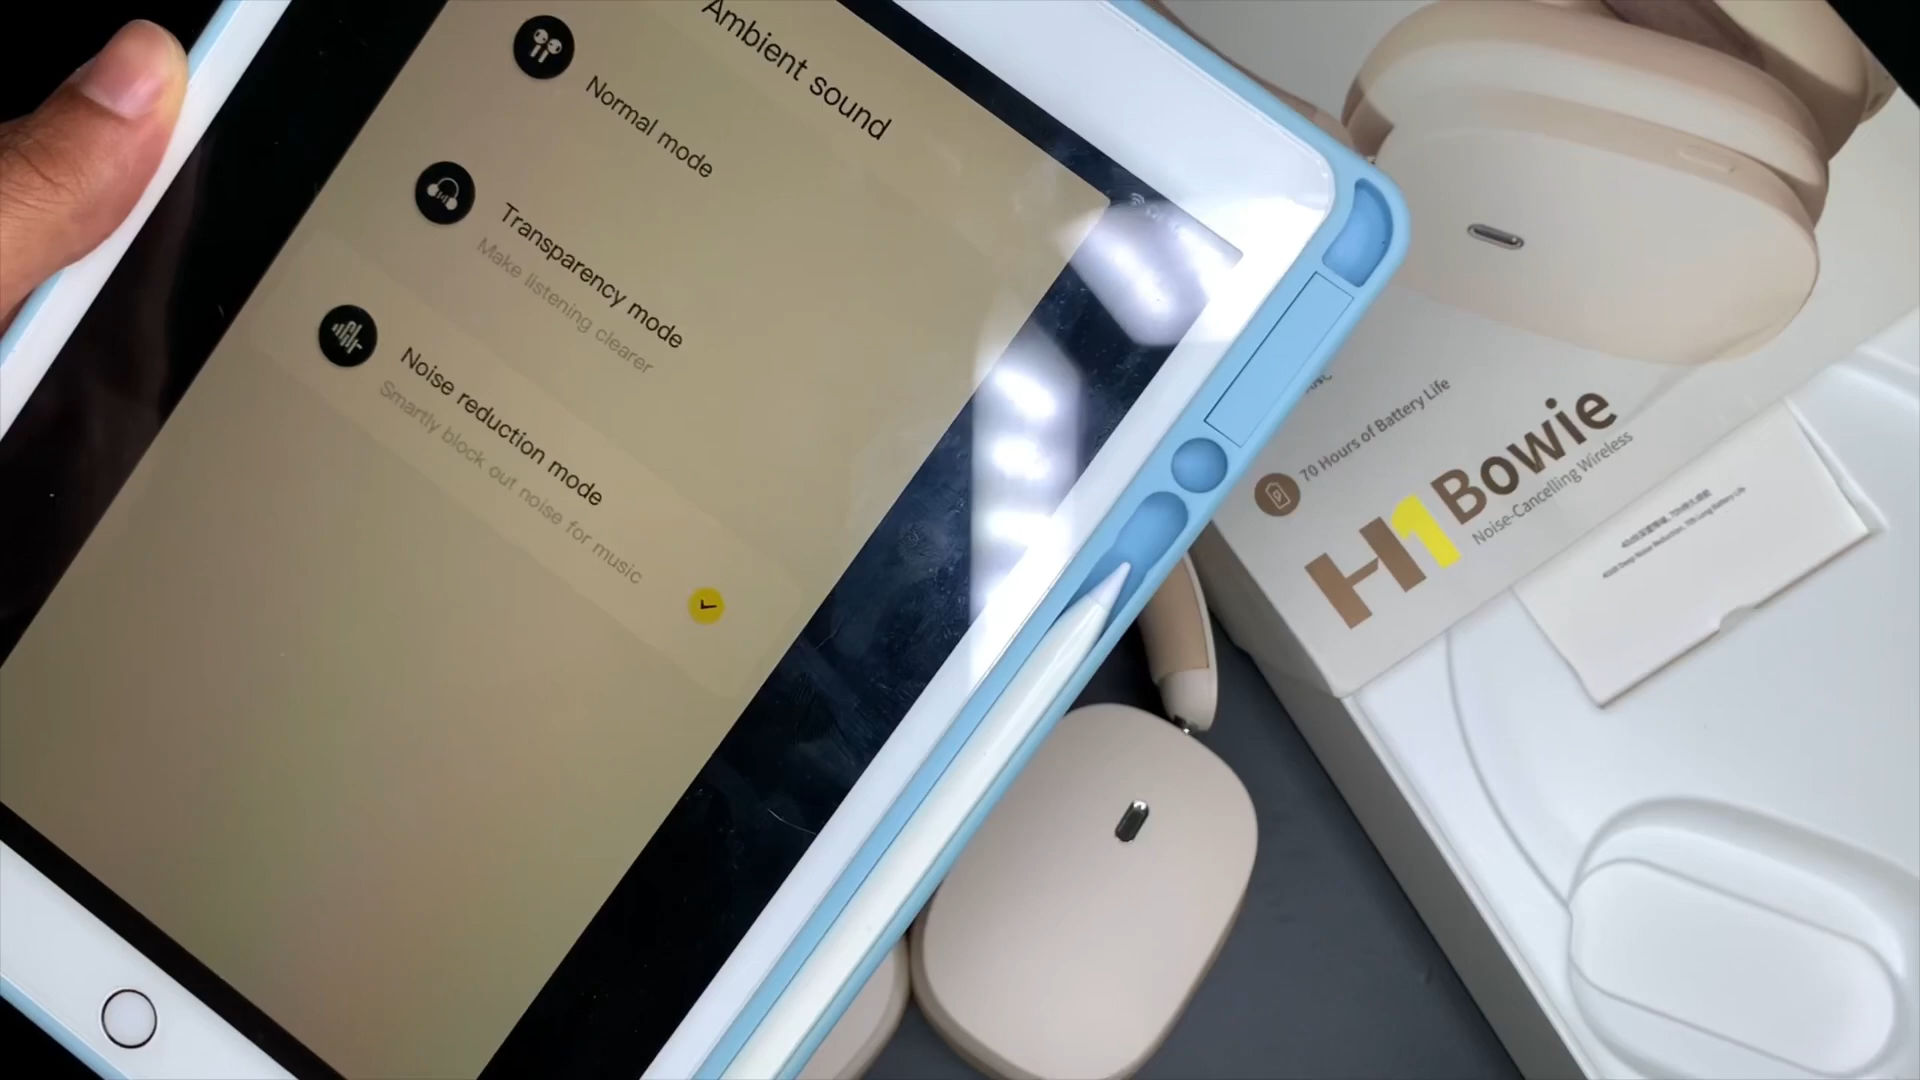 Ambient sound
Normal mode
Transparency mode
Make listening clearer
Noise reduction mode
Smartly block out noise for music
70 Hours of Battery Life
H1 Bowie
Noise-Cancelling Wireless